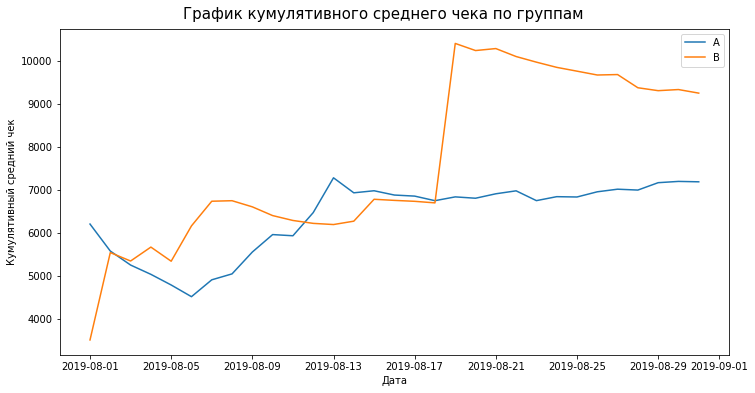 График кумулятивного среднего чека по группам
A
B
10000
9000
8000
7000
6000
5000
4000
Кумулятивный средний чек
2019-08-01 2019-08-05 2019-08-09 2019-08-13 2019-08-17 2019-08-21 2019-08-25 2019-08-29 2019-09-01
Дата